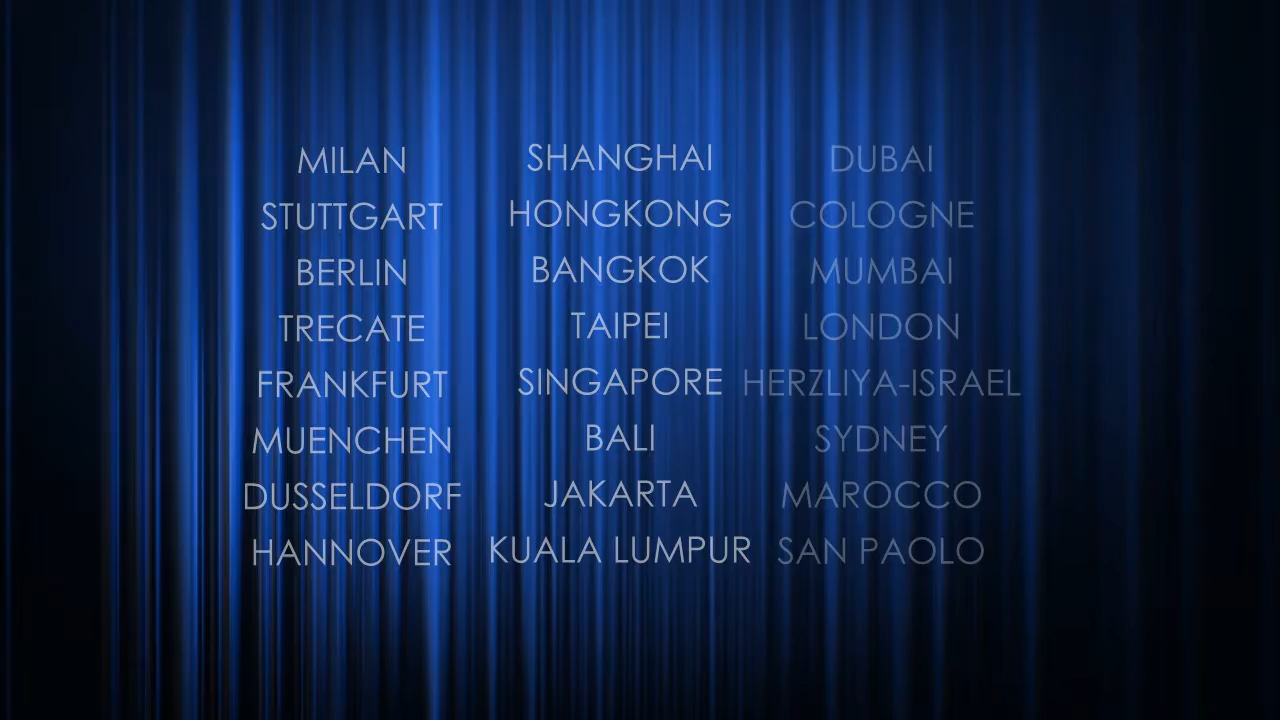 MILAN
STUTTGART
BERLIN
TRECATE
FRANKFURT
MUENCHEN
DUSSELDORF
HANNOVER
SHANGHAI
HONGKONG
BANGKOK
TAIPEI
SINGAPORE
BALI
JAKARTA
KUALA LUMPUR
DUBAI
COLOGNE
MUMBAI
LONDON
HERZLIYA-ISRAEL
SYDNEY
MAROCCO
SAN PAOLO